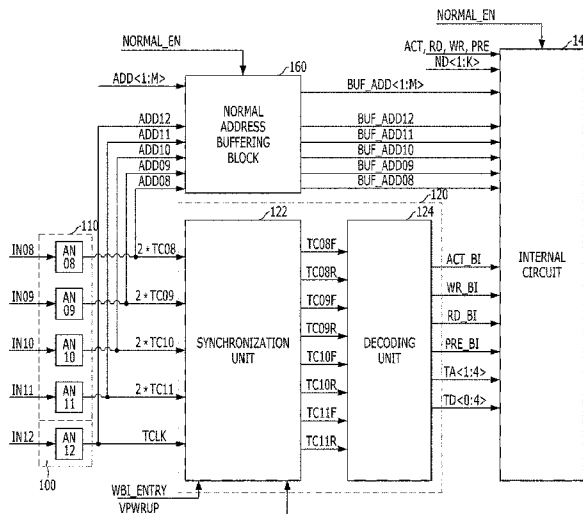 NORMAL_EN
NORMAL_EN
14
ACT, RD, WR, PRE
ND<1:K>
160
ADD<1:M>
BUF_ADD<1:M>
NORMAL
ADDRESS
BUFFERING
BLOCK
ADD12
BUF_ADD12
ADD11
BUF_ADD11
ADD10
BUF_ADD10
ADD09
BUF_ADD09
ADD08
BUF_ADD08
120
110
122
124
IN08
AN
08
2*TC08
TC08F
TC08R
IN09
AN
09
2*TC09
TC09F
TC09R
IN10
AN
10
2*TC10
TC10F
TC10R
IN11
AN
11
2*TC11
TC11F
TC11R
IN12
AN
12
TCLK
100
SYNCHRONIZATION
UNIT
DECODING
UNIT
INTERNAL
CIRCUIT
ACT_BI
WR_BI
RD_BI
PRE_BI
TA<1:4>
TD<0:4>
WBI_ENTRY
VPWRUP